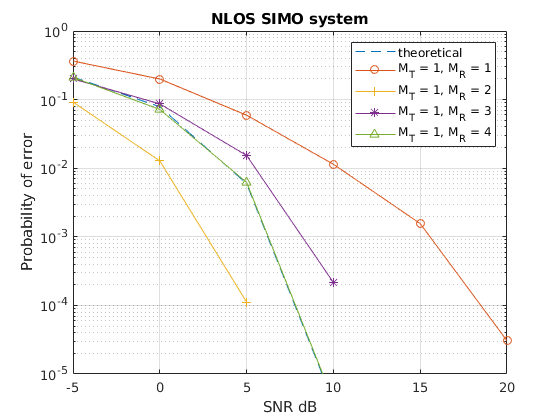 NLOS SIMO system
10^0
10^-1
10^-2
10^-3
10^-4
10^-5
Probability of error
theoretical
M_T = 1, M_R = 1
M_T = 1, M_R = 2
M_T = 1, M_R = 3
M_T = 1, M_R = 4
-5 0 5 10 15 20
SNR dB